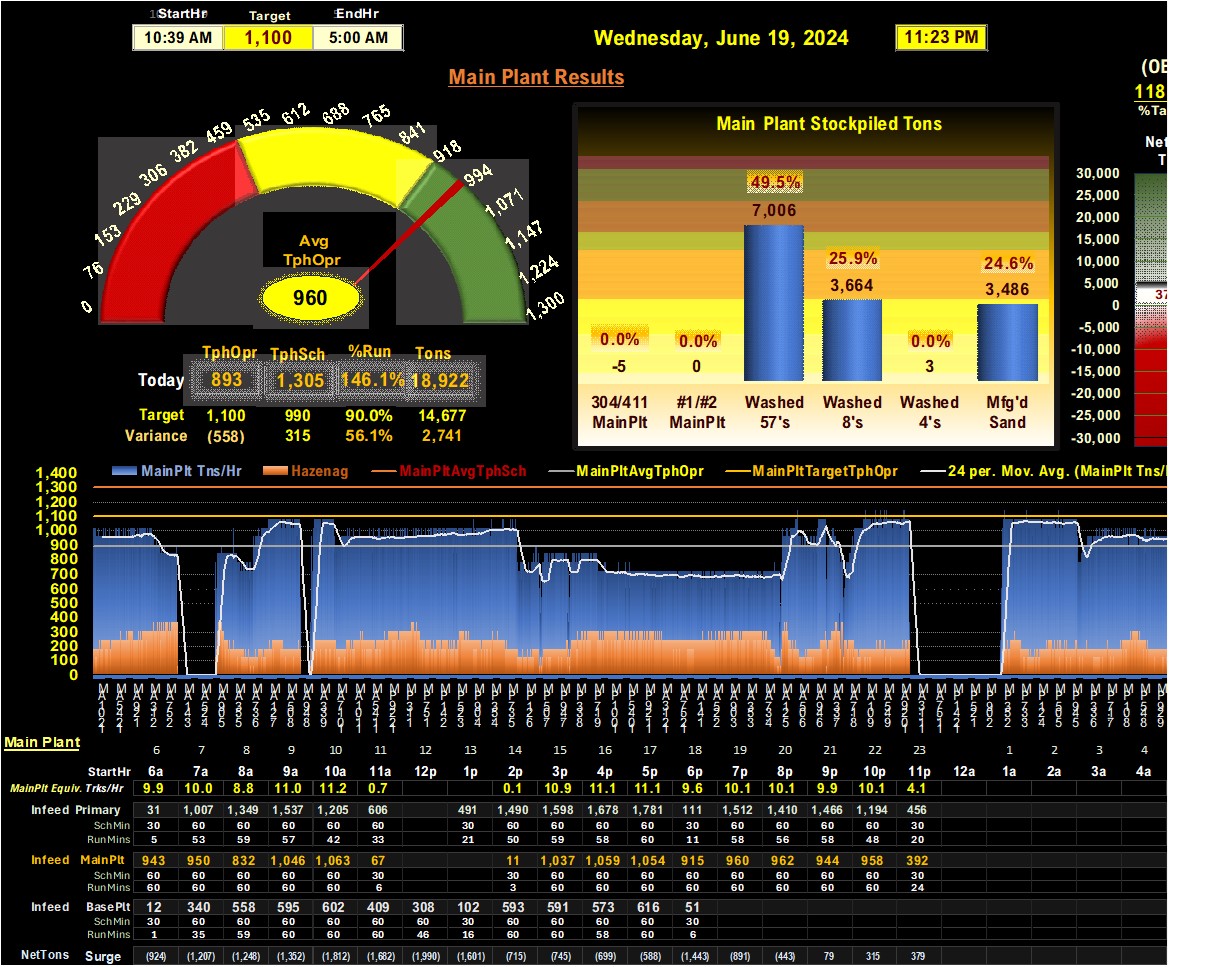 StartHr Target EndHr
10:39 AM 1,100 5:00 AM
Wednesday, June 19, 2024 11:23 PM
Main Plant Results
(OE
118
%Ta
Net
T
0 76 153 229 306 382 459 535 612 688 765 841 918 994 1,071 1,147 1,224 1,300
Avg
TphOpr
960
TphOpr TphSch %Run Tons
Today 893 1,305 146.1% 18,922
Target 1,100 990 90.0% 14,677
Variance (558) 315 56.1% 2,741
Main Plant Stockpiled Tons
0.0% 0.0% 49.5% 25.9% 0.0% 24.6%
-5 0 7,006 3,664 3 3,486
304/411 #1/#2 Washed Washed Washed Mfg'd
MainPlt MainPlt 57's 8's 4's Sand
30,000
25,000
20,000
15,000
10,000
5,000
0
-5,000
-10,000
-15,000
-20,000
-25,000
-30,000
37
MainPlt Tns/Hr Hazenag MainPltAvgTphSch MainPltAvgTphOpr MainPltTargetTphOpr 24 per. Mov. Avg. (MainPlt Tns/
1,400
1,300
1,200
1,100
1,000
900
800
700
600
500
400
300
200
100
0
Main Plant
6 7 8 9 10 11 12 13 14 15 16 17 18 19 20 21 22 23 1 2 3 4
StartHr 6a 7a 8a 9a 10a 11a 12p 1p 2p 3p 4p 5p 6p 7p 8p 9p 10p 11p 12a 1a 2a 3a 4a
MainPlt Equiv. Trks/Hr 9.9 10.0 8.8 11.0 11.2 0.7 0.1 10.9 11.1 11.1 9.6 10.1 10.1 9.9 10.1 4.1
Infeed Primary 31 1,007 1,349 1,537 1,205 606 491 1,490 1,598 1,678 1,781 111 1,512 1,410 1,466 1,194 456
SchMin 30 60 60 60 60 60 30 60 60 60 60 30 60 60 60 60 30
RunMins 5 53 59 57 42 33 21 50 59 58 60 11 58 56 58 48 20
Infeed MainPlt 943 950 832 1,046 1,063 67 11 1,037 1,059 1,054 915 960 962 944 958 392
SchMin 60 60 60 60 60 30 30 60 60 60 60 60 60 60 60 30
RunMins 60 60 60 60 60 6 3 60 60 60 60 60 60 60 60 24
Infeed BasePlt 12 340 558 595 602 409 308 102 593 591 573 616 51
SchMin 30 60 60 60 60 60 60 30 60 60 60 60 30
RunMins 1 35 59 60 60 60 46 16 60 60 58 60 6
NetTons Surge (924) (1,207) (1,248) (1,352) (1,812) (1,682) (1,990) (1,601) (715) (745) (699) (588) (1,443) (891) (443) 79 315 379